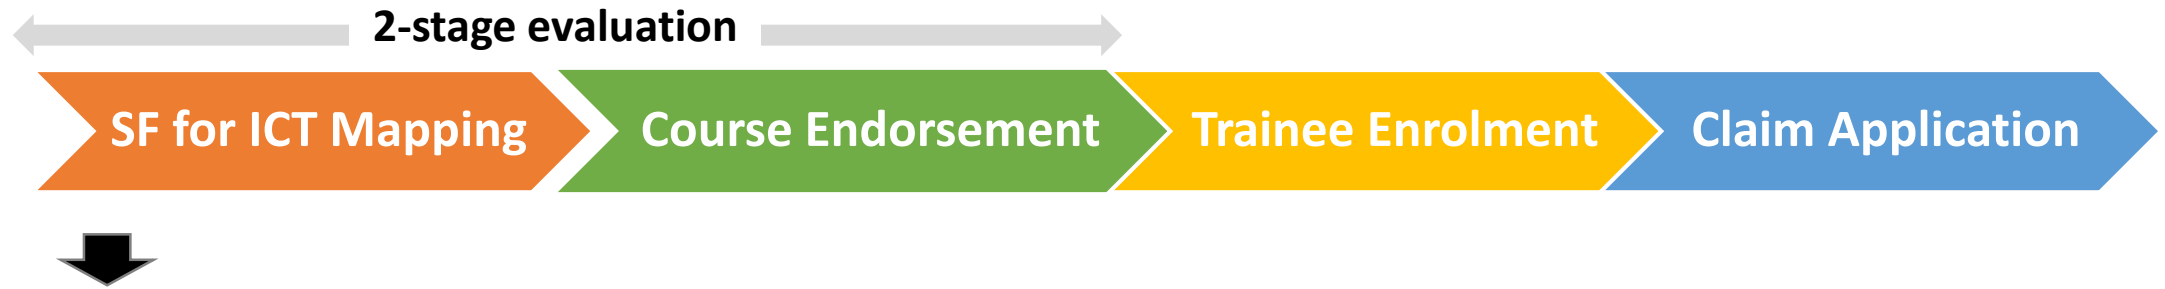 2-stage evaluation
SF for ICT Mapping
Course Endorsement
Trainee Enrolment
Claim Application